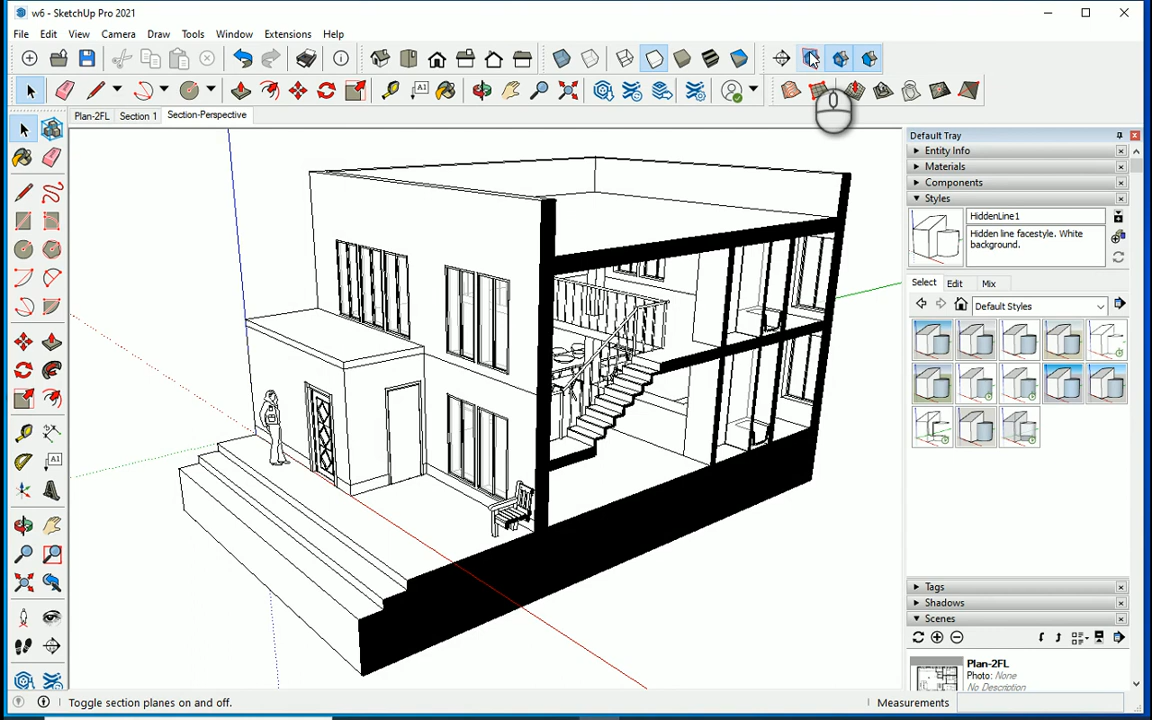 w6 - SketchUp Pro 2021
File Edit View Camera Draw Tools Window Extensions Help
Plan-2FL Section 1 Section-Perspective
Default Tray
Entity Info
Materials
Components
Styles
HiddenLine1
Hidden line facestyle. White
background.
Select Edit Mix
Default Styles
Tags
Shadows
Scenes
Plan-2FL
Photo: None
No Description
Toggle section planes on and off.
Measurements